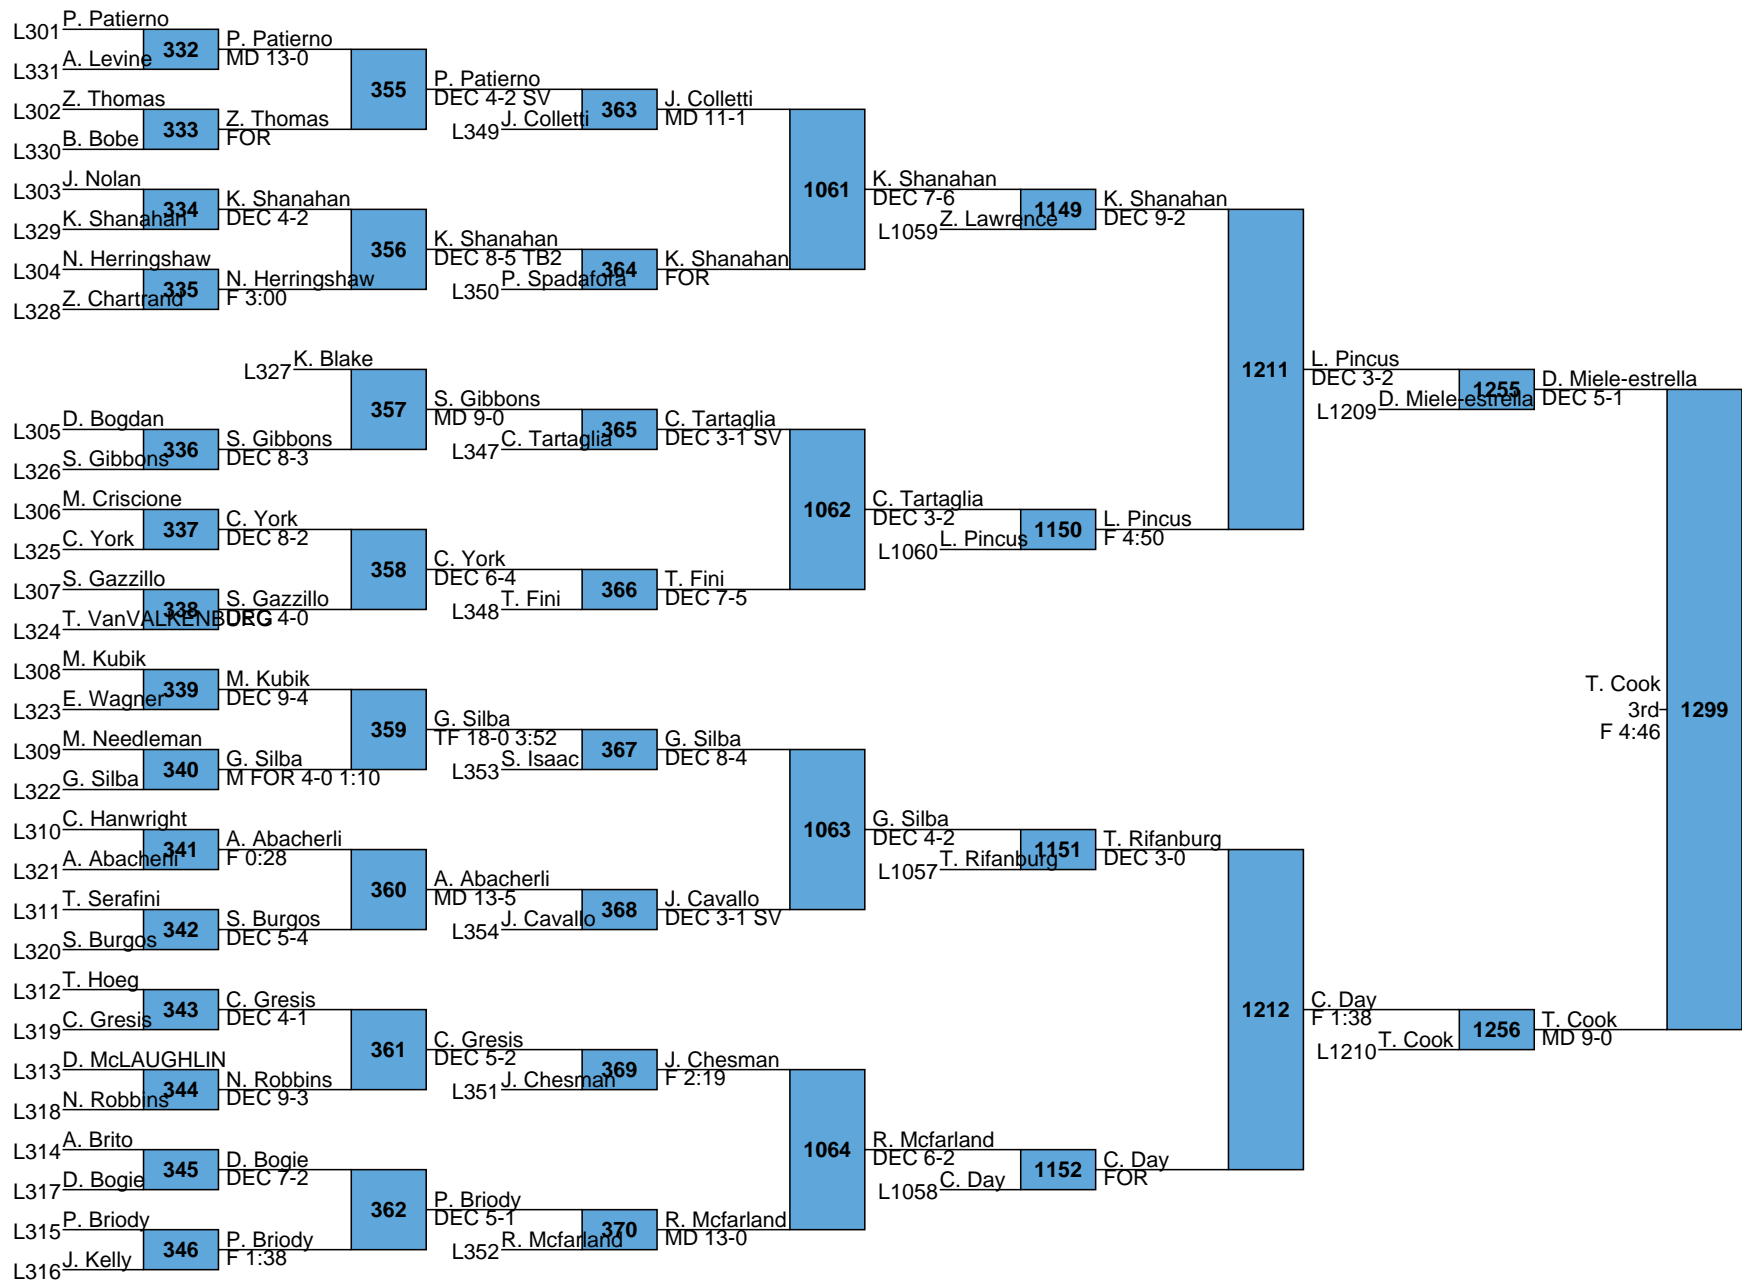 L301 P. Patierno
332
L331 A. Levine
P. Patierno
MD 13-0
L302 Z. Thomas
333
L330 B. Bobe
Z. Thomas
FOR
355
P. Patierno
DEC 4-2 SV
L349 J. Colletti
363
J. Colletti
MD 11-1
L303 J. Nolan
334
L329 K. Shanahan
K. Shanahan
DEC 4-2
L304 N. Herringshaw
335
L328 Z. Chartrand
N. Herringshaw
F 3:00
356
K. Shanahan
DEC 8-5 TB2
L350 P. Spadafora
364
K. Shanahan
FOR
1061
K. Shanahan
DEC 7-6
L1059 Z. Lawrence
1149
K. Shanahan
DEC 9-2
L327 K. Blake
L305 D. Bogdan
336
L326 S. Gibbons
S. Gibbons
DEC 8-3
357
S. Gibbons
MD 9-0
L347 C. Tartaglia
365
C. Tartaglia
DEC 3-1 SV
L306 M. Criscione
337
L325 C. York
C. York
DEC 8-2
L307 S. Gazzillo
338
L324 T. VanVALKENBURG
S. Gazzillo
DEC 4-0
358
C. York
DEC 6-4
L348 T. Fini
366
T. Fini
DEC 7-5
1062
C. Tartaglia
DEC 3-2
L1060 L. Pincus
1150
L. Pincus
F 4:50
1211
L. Pincus
DEC 3-2
L1209 D. Miele-estrella
1255
D. Miele-estrella
DEC 5-1
L308 M. Kubik
339
L323 E. Wagner
M. Kubik
DEC 9-4
L309 M. Needleman
340
L322 G. Silba
G. Silba
M FOR 4-0 1:10
359
G. Silba
TF 18-0 3:52
L353 S. Isaac
367
G. Silba
DEC 8-4
L310 C. Hanwright
341
L321 A. Abacherli
A. Abacherli
F 0:28
L311 T. Serafini
342
L320 S. Burgos
S. Burgos
DEC 5-4
360
A. Abacherli
MD 13-5
L354 J. Cavallo
368
J. Cavallo
DEC 3-1 SV
1063
G. Silba
DEC 4-2
L1057 T. Rifanburg
1151
T. Rifanburg
DEC 3-0
L312 T. Hoeg
343
L319 C. Gresis
C. Gresis
DEC 4-1
L313 D. McLAUGHLIN
344
L318 N. Robbins
N. Robbins
DEC 9-3
361
C. Gresis
DEC 5-2
L351 J. Chesman
369
J. Chesman
F 2:19
L314 A. Brito
345
L317 D. Bogie
D. Bogie
DEC 7-2
L315 P. Briody
346
L316 J. Kelly
P. Briody
F 1:38
362
P. Briody
DEC 5-1
L352 R. Mcfarland
370
R. Mcfarland
MD 13-0
1064
R. Mcfarland
DEC 6-2
L1058 C. Day
1152
C. Day
FOR
1212
C. Day
F 1:38
L1210 T. Cook
1256
T. Cook
MD 9-0
T. Cook
3rd
F 4:46
1299